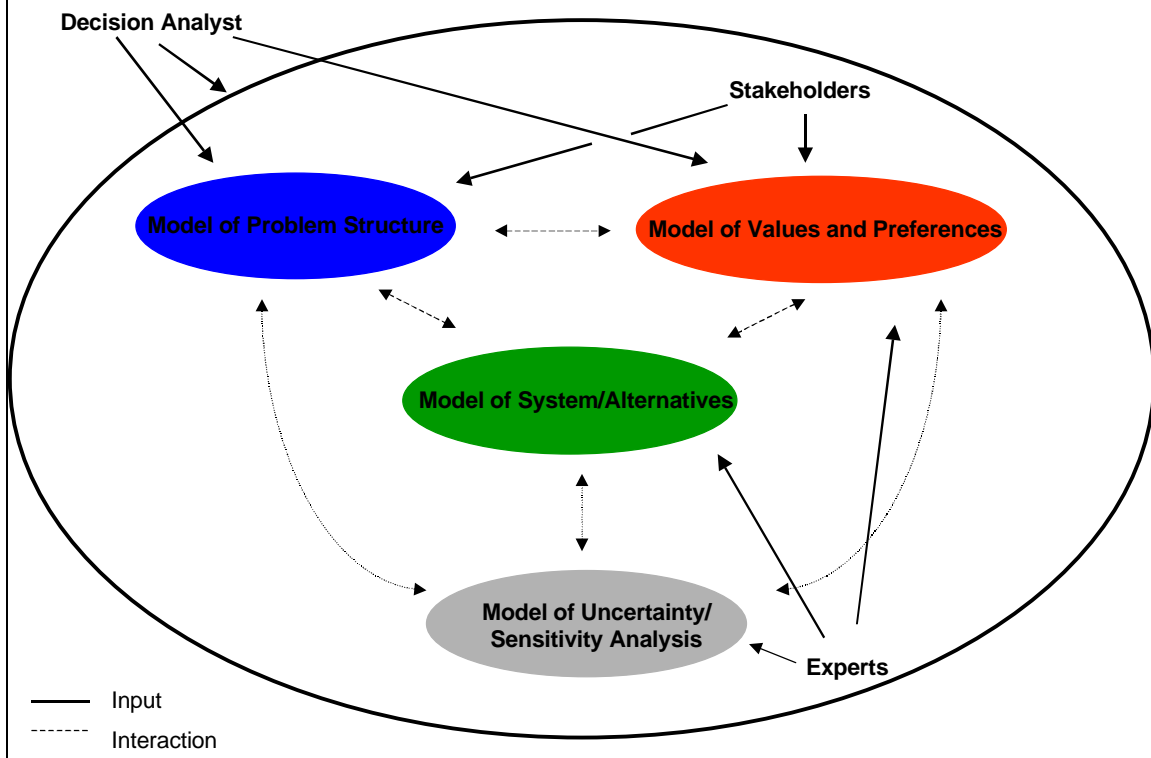 Decision Analyst
Stakeholders
Model of Problem Structure
Model of Values and Preferences
Model of System/Alternatives
Model of Uncertainty/
Sensitivity Analysis
Experts
Input
Interaction